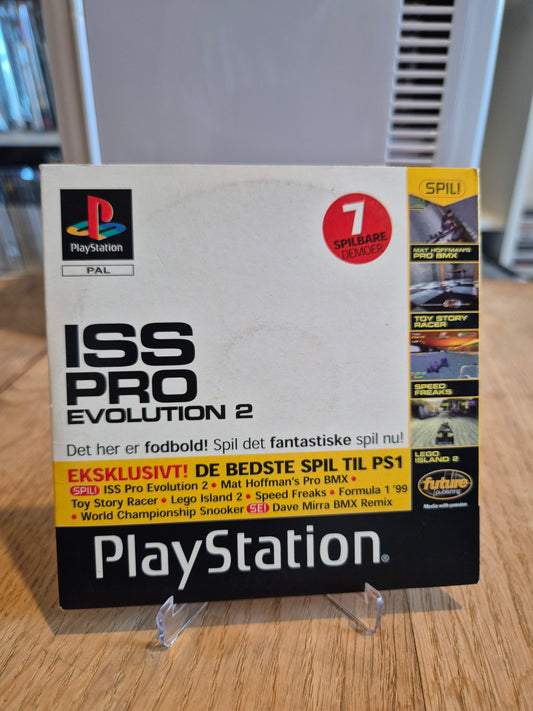 PlayStation
PAL
7
SPILBARE
DEMOER
SPIL!
MAT HOFFMAN'S
PRO BMX
TOY STORY
RACER
SPEED
FREAKS
LEGO
ISLAND 2
future
publishing
Media with passion
ISS
PRO
EVOLUTION 2
Det her er fodbold! Spil det fantastiske spil nu!
EKSKLUSIVT! DE BEDSTE SPIL TIL PS1
SPIL! ISS Pro Evolution 2 • Mat Hoffman's Pro BMX •
Toy Story Racer • Lego Island 2 • Speed Freaks • Formula 1 '99
• World Championship Snooker SE! Dave Mirra BMX Remix
PlayStation®